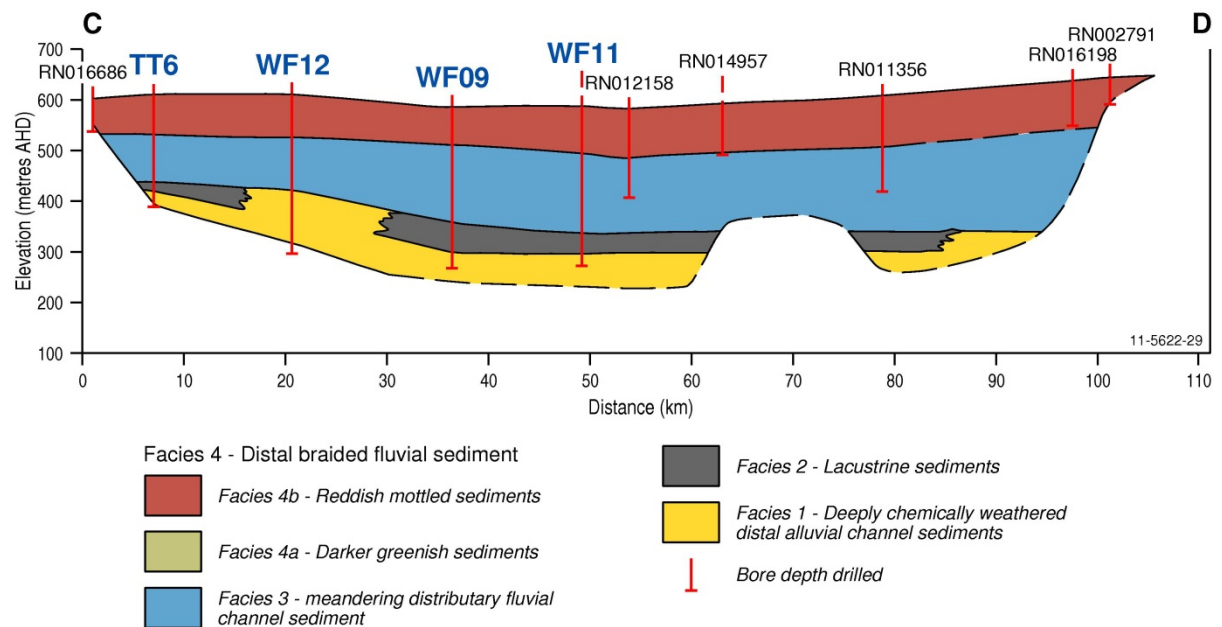 C
D
700
600
500
400
300
200
100
Elevation (metres AHD)
RN016686
TT6
WF12
WF09
WF11
RN012158
RN014957
RN011356
RN016198
RN002791
11-5622-29
0 10 20 30 40 50 60 70 80 90 100 110
Distance (km)
Facies 4 - Distal braided fluvial sediment
Facies 4b - Reddish mottled sediments
Facies 4a - Darker greenish sediments
Facies 3 - meandering distributary fluvial
channel sediment
Facies 2 - Lacustrine sediments
Facies 1 - Deeply chemically weathered
distal alluvial channel sediments
Bore depth drilled